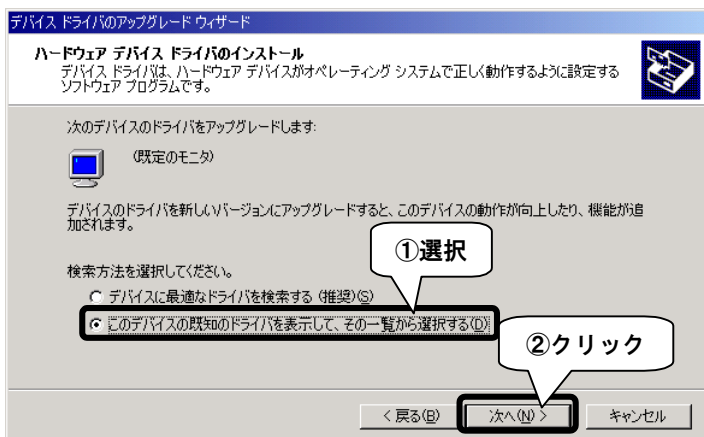 デバイス ドライバのアップグレード ウィザード
ハードウェア デバイス ドライバのインストール
デバイス ドライバは、ハードウェア デバイスがオペレーティング システムで正しく動作するように設定する
ソフトウェア プログラムです。
次のデバイスのドライバをアップグレードします:
(既定のモニタ)
デバイスのドライバを新しいバージョンにアップグレードすると、このデバイスの動作が向上したり、機能が追
加されます。
①選択
検索方法を選択してください。
デバイスに最適なドライバを検索する (推奨)(S)
このデバイスの既知のドライバを表示して、その一覧から選択する(D)
②クリック
< 戻る(B)
次へ(N) >
キャンセル